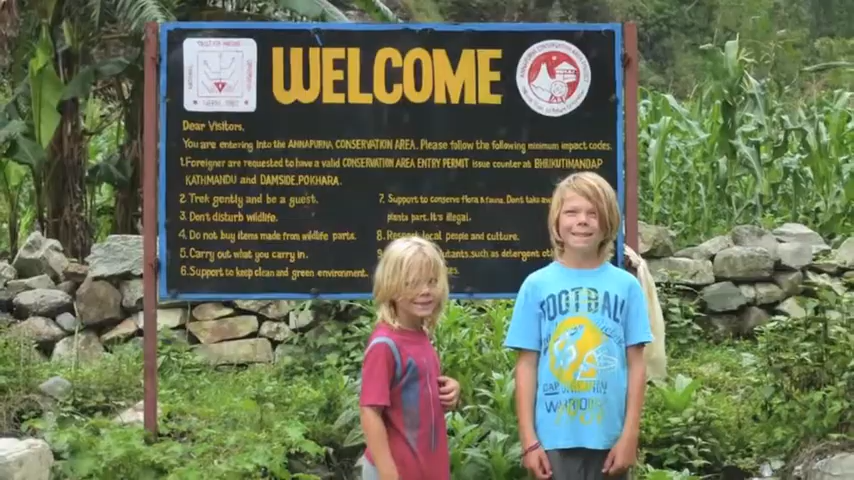 WELCOME
Dear Visitors,
You are entering into the ANNAPURNA CONSERVATION AREA. Please follow the following minimum impact codes.
1. Foreigner are requested to have a valid CONSERVATION AREA ENTRY PERMIT issue counter at BHRIKUTIMANDAP
KATHMANDU and DAMSIDE, POKHARA.
2 Trek gently and be a guest.
3. Don't disturb wildlife.
4. Do not buy items made from wildlife parts.
5. Carry out what you carry in.
6. Support to keep clean and green environment.
7. Support to conserve flora & fauna. Dont take
plants part. It's illegal.
8. Respect local people and culture.
such as detergent
FOOTBALL